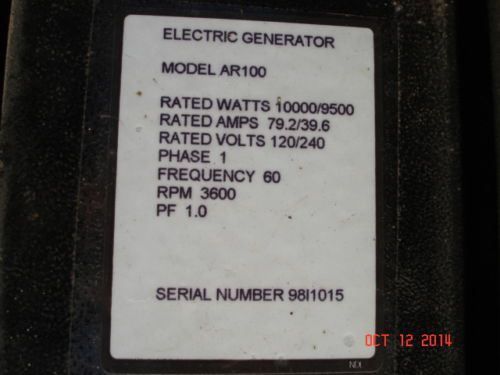 ELECTRIC GENERATOR
MODEL AR100
RATED WATTS 10000/9500
RATED AMPS 79.2/39.6
RATED VOLTS 120/240
PHASE 1
FREQUENCY 60
RPM 3600
PF 1.0
SERIAL NUMBER 98I1015
OCT 12 2014